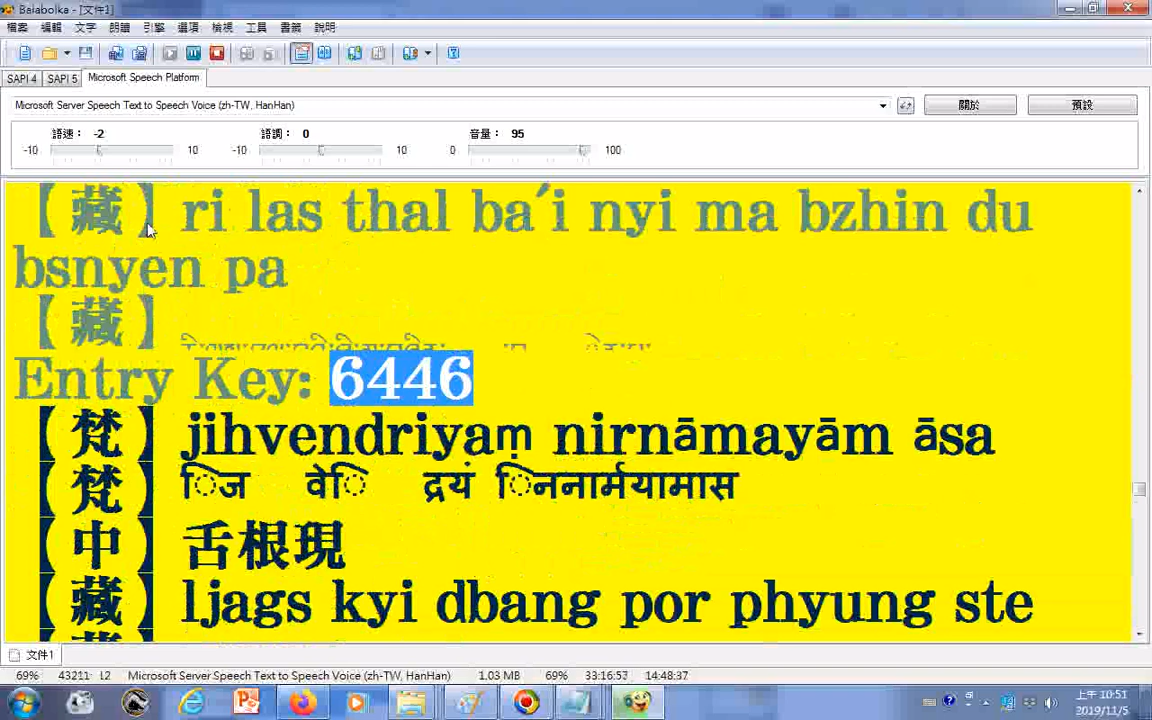 Balabolka - [文件1]
檔案 編輯 文字 朗讀 引擎 選項 檢視 工具 書籤 說明
SAPI 4 SAPI 5 Microsoft Speech Platform
Microsoft Server Speech Text to Speech Voice (zh-TW, HanHan) 關於 預設
語速： -2 語調： 0 音量： 95
-10 10 -10 10 0 100
【藏】ri las thal ba´i nyi ma bzhin du
bsnyen pa
【藏】
Entry Key: 6446
【梵】jihvendriyaṃ nirnāmayām āsa
【梵】िज वेि द्रयं िननार्मयामास
【中】舌根現
【藏】ljags kyi dbang por phyung ste
文件1
69% 43211: 12 Microsoft Server Speech Text to Speech Voice (zh-TW, HanHan) 1.03 MB 69% 33:16:57 14:48:37
上午 10:51
2019/11/5